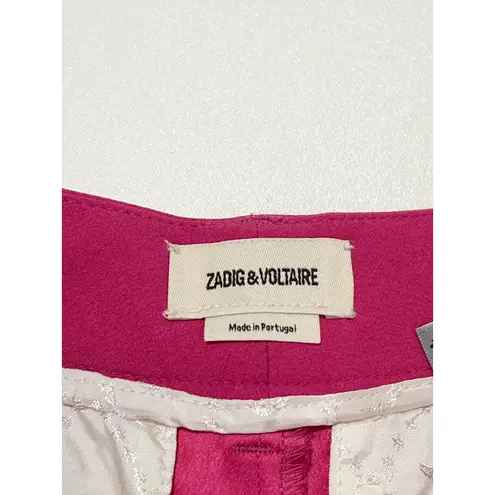 ZADIG & VOLTAIRE
Made in Portugal